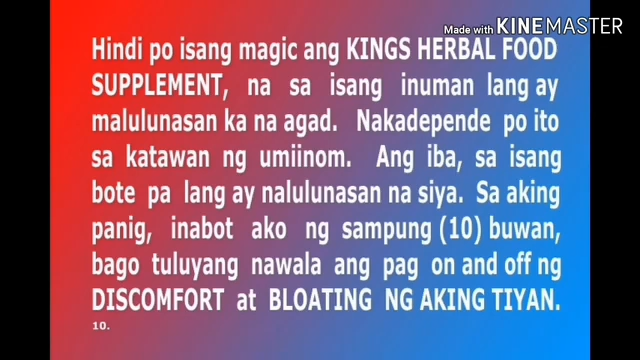 Made with KINEMASTER
Hindi po isang magic ang KINGS HERBAL FOOD
SUPPLEMENT, na sa isang inuman lang ay
malulunasan ka na agad. Nakadepende po ito
sa katawan ng umiinom. Ang iba, sa isang
bote pa lang ay nalulunasan na siya. Sa aking
panig, inabot ako ng sampung (10) buwan,
bago tuluyang nawala ang pag on and off ng
DISCOMFORT at BLOATING NG AKING TIYAN.
10.